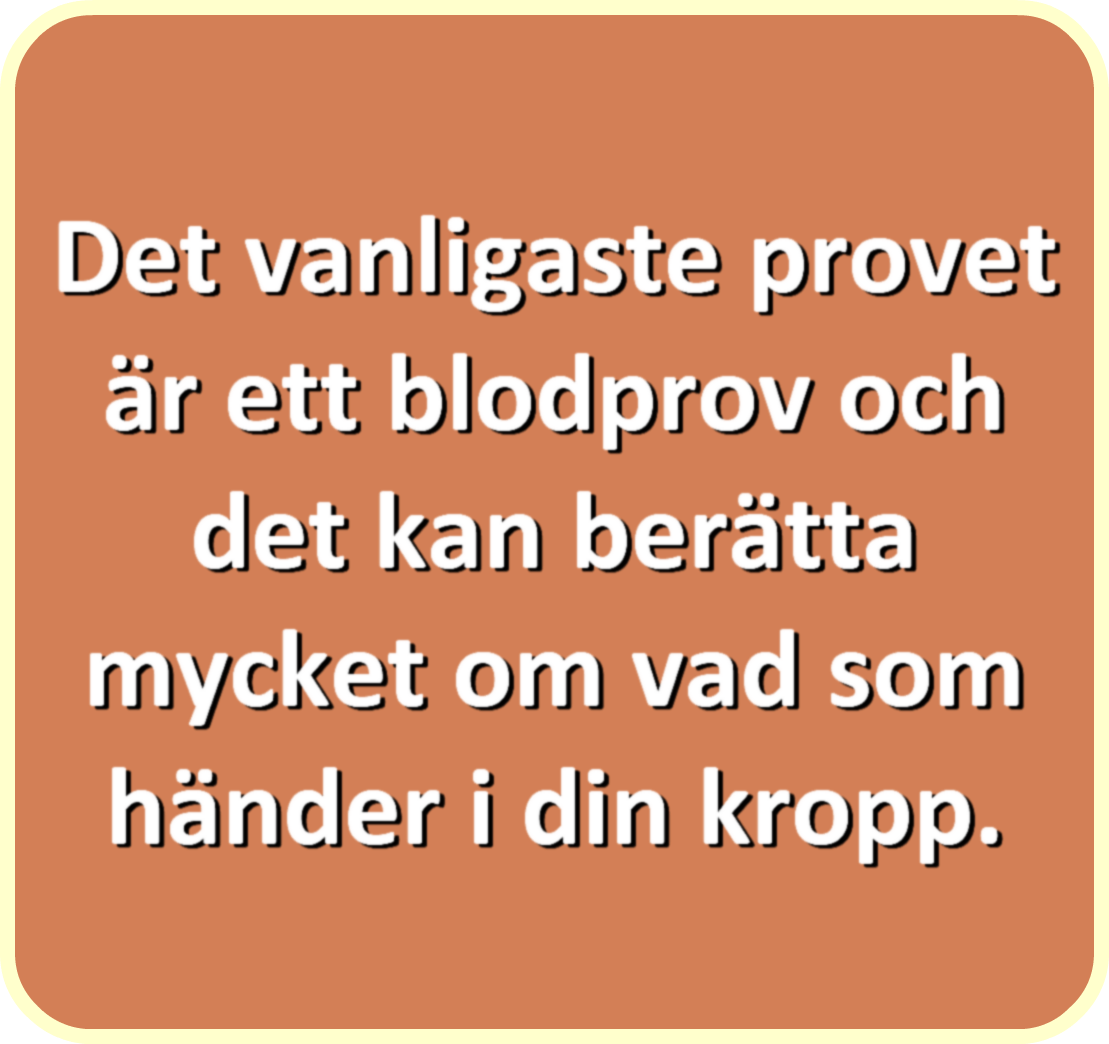 Det vanligaste provet
är ett blodprov och
det kan berätta
mycket om vad som
händer i din kropp.